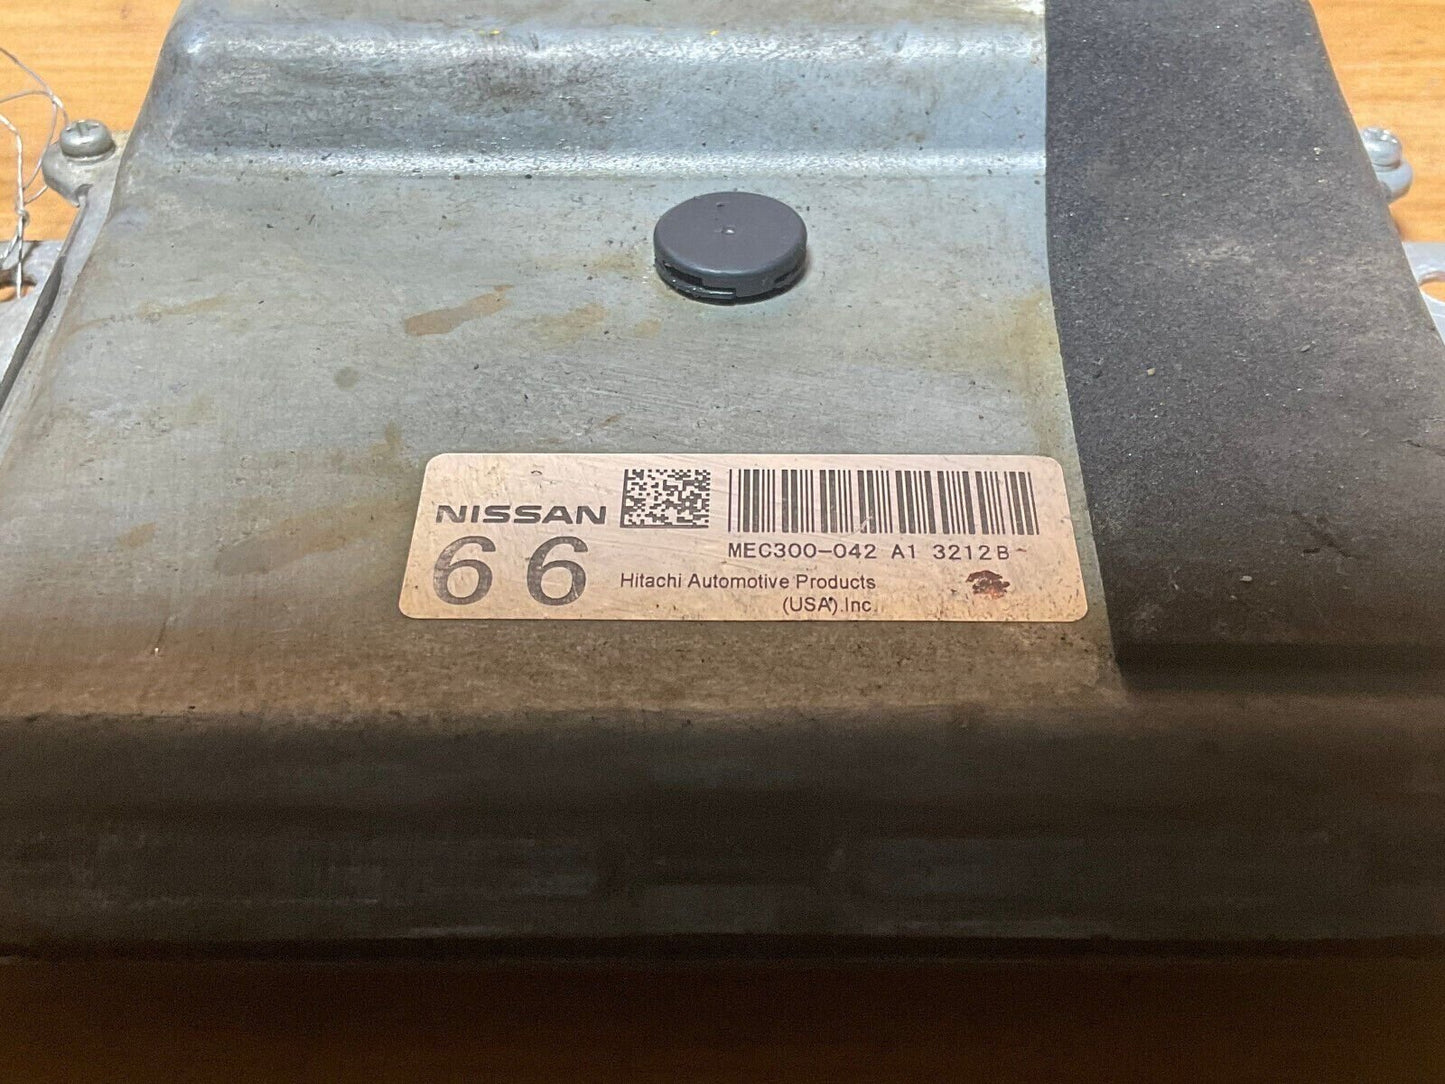 NISSAN
66
MEC300-042 A1 3212B
Hitachi Automotive Products
(USA).Inc.